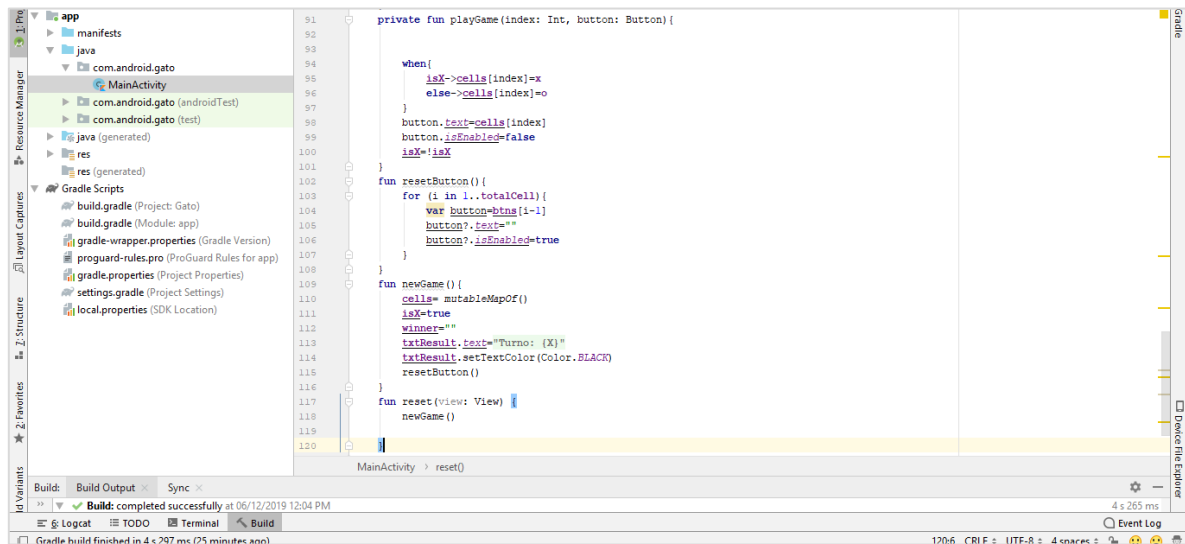 1: Pro
Resource Manager
Layout Captures
7: Structure
2: Favorites
ld Variants
app
manifests
java
com.android.gato
MainActivity
com.android.gato (androidTest)
com.android.gato (test)
java (generated)
res
res (generated)
Gradle Scripts
build.gradle (Project: Gato)
build.gradle (Module: app)
gradle-wrapper.properties (Gradle Version)
proguard-rules.pro (ProGuard Rules for app)
gradle.properties (Project Properties)
settings.gradle (Project Settings)
local.properties (SDK Location)
91 private fun playGame(index: Int, button: Button){
92
93
94 when{
95 isX->cells[index]=x
96 else->cells[index]=o
97 }
98 button.text=cells[index]
99 button.isEnabled=false
100 isX=!isX
101 }
102 fun resetButton(){
103 for (i in 1..totalCell){
104 var button=btns[i-1]
105 button?.text=""
106 button?.isEnabled=true
107 }
108 }
109 fun newGame(){
110 cells= mutableMapOf()
111 isX=true
112 winner=""
113 txtResult.text="Turno: {X}"
114 txtResult.setTextColor(Color.BLACK)
115 resetButton()
116 }
117 fun reset(view: View) {
118 newGame()
119
120 }
MainActivity > reset()
Gradle
Device File Explorer
Build: Build Output × Sync ×
Build: completed successfully at 06/12/2019 12:04 PM 4 s 265 ms
6: Logcat TODO Terminal Build Event Log
Gradle build finished in 4 s 297 ms (25 minutes ago) 120:6 CRLF UTF-8 4 spaces